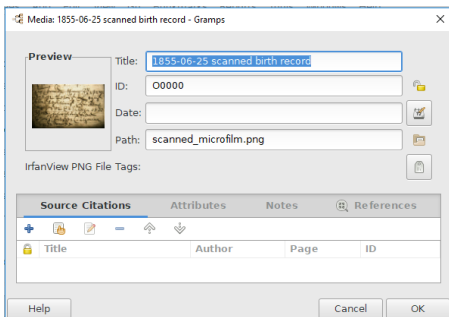 Media: 1855-06-25 scanned birth record - Gramps
Preview
Title: 1855-06-25 scanned birth record
ID: O0000
Date:
Path: scanned_microfilm.png
IrfanView PNG File Tags:
Source Citations Attributes Notes References
Title Author Page ID
Help Cancel OK